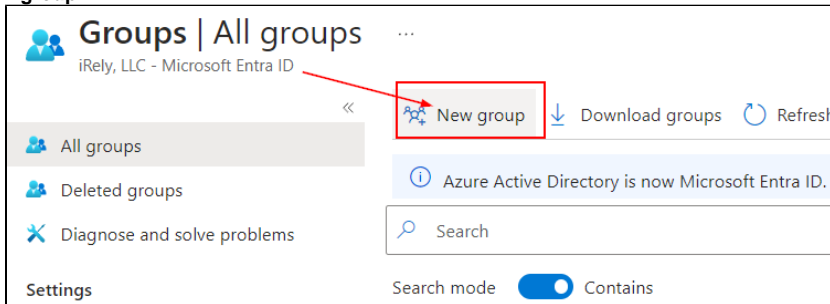 Groups | All groups ...
iRely, LLC - Microsoft Entra ID
«
New group Download groups Refresh
All groups
Deleted groups
Diagnose and solve problems
Settings
Azure Active Directory is now Microsoft Entra ID.
Search
Search mode Contains